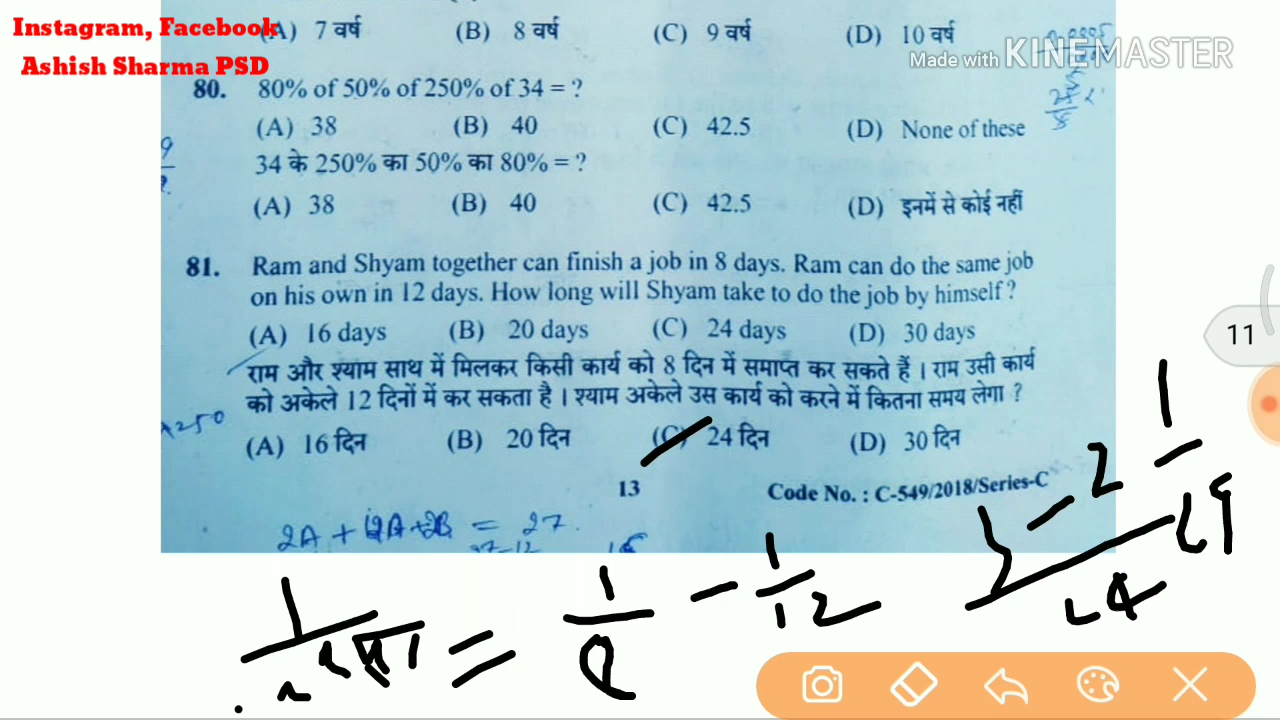 Instagram, Facebook
Ashish Sharma PSD
Made with KINEMASTER
(A) 7 वर्ष (B) 8 वर्ष (C) 9 वर्ष (D) 10 वर्ष
80. 80% of 50% of 250% of 34 = ?
(A) 38 (B) 40 (C) 42.5 (D) None of these
34 के 250% का 50% का 80% = ?
(A) 38 (B) 40 (C) 42.5 (D) इनमें से कोई नहीं
81. Ram and Shyam together can finish a job in 8 days. Ram can do the same job
on his own in 12 days. How long will Shyam take to do the job by himself ?
(A) 16 days (B) 20 days (C) 24 days (D) 30 days
राम और श्याम साथ में मिलकर किसी कार्य को 8 दिन में समाप्त कर सकते हैं । राम उसी कार्य
को अकेले 12 दिनों में कर सकता है । श्याम अकेले उस कार्य को करने में कितना समय लेगा ?
(A) 16 दिन (B) 20 दिन (C) 24 दिन (D) 30 दिन
13 Code No. : C-549/2018/Series-C
11
= 27
= 1/8 - 1/12